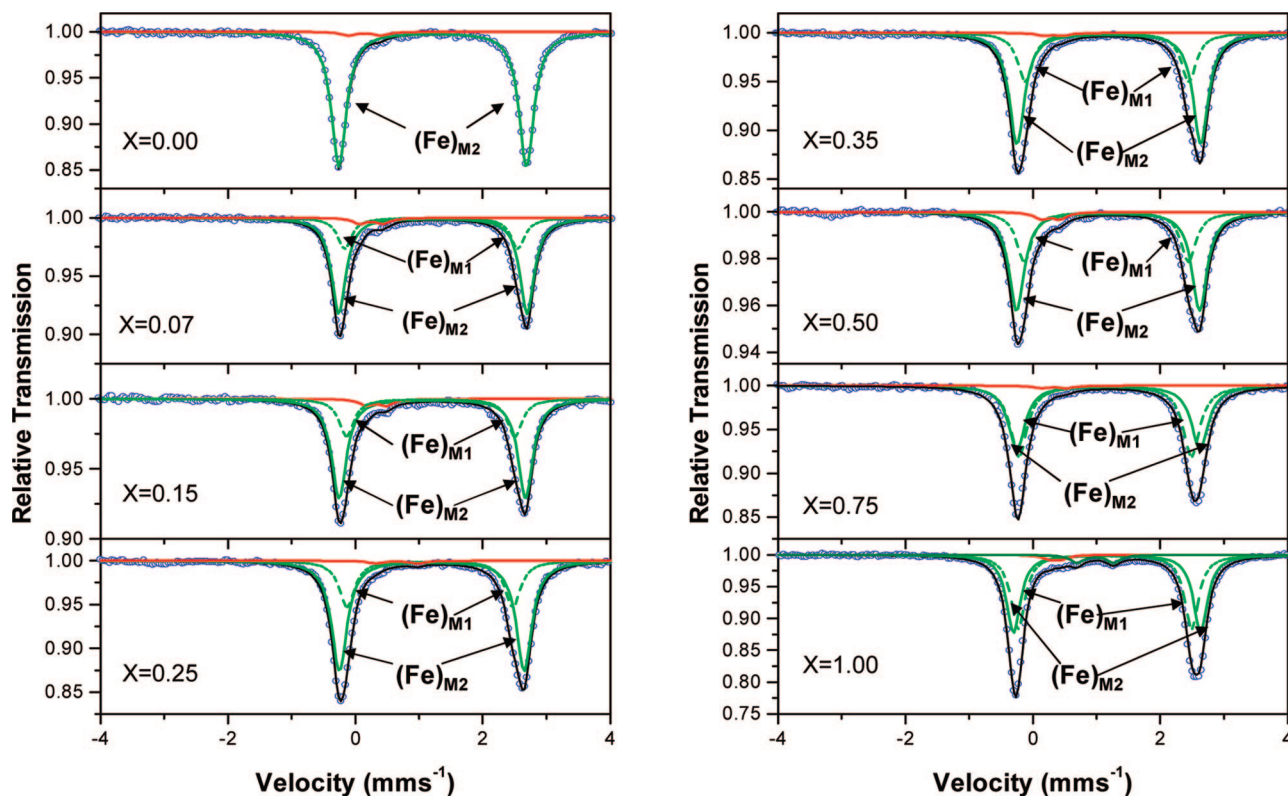 1.00
0.95
0.90
0.85
X=0.00
(Fe)M2
1.00
0.95
0.90
X=0.07
(Fe)M1
(Fe)M2
1.00
0.95
0.90
X=0.15
(Fe)M1
(Fe)M2
1.00
0.95
0.90
0.85
X=0.25
(Fe)M1
(Fe)M2
-4 -2 0 2 4
Velocity (mms-1)
Relative Transmission
1.00
0.95
0.90
0.85
X=0.35
(Fe)M1
(Fe)M2
1.00
0.98
0.96
0.94
X=0.50
(Fe)M1
(Fe)M2
1.00
0.95
0.90
0.85
X=0.75
(Fe)M1
(Fe)M2
1.00
0.95
0.90
0.85
0.80
0.75
X=1.00
(Fe)M1
(Fe)M2
-4 -2 0 2 4
Velocity (mms-1)
Relative Transmission